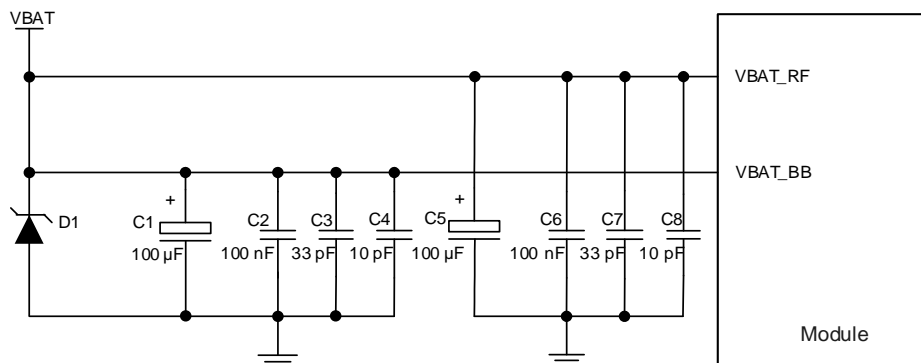 VBAT
VBAT_RF
VBAT_BB
D1
+
C1
100 µF
C2
100 nF
C3
33 pF
C4
10 pF
+
C5
100 µF
C6
100 nF
C7
33 pF
C8
10 pF
Module